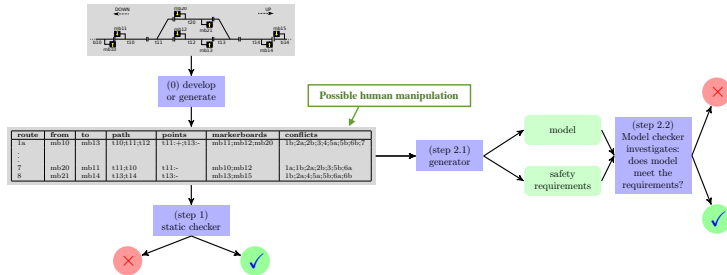 DOWN
UP
mb20
mb11
t20
mb21
mb12
mb15
b10
mb10
t10
t11
t12
mb13
t13
t14
mb14
b14
(0) develop
or generate
Possible human manipulation
route from to path points markerboards conflicts
1a mb10 mb13 t10;t11;t12 t11:+;t13:- mb11;mb12;mb20 1b;2a;2b;3;4;5a;5b;6b;7
.
.
.
7 mb20 mb11 t11;t10 t11:- mb10;mb12 1a;1b;2a;2b;3;5b;6a
8 mb21 mb14 t13;t14 t13:- mb13;mb15 1b;2a;4;5a;5b;6a;6b
(step 1)
static checker
(step 2.1)
generator
model
safety
requirements
(step 2.2)
Model checker
investigates:
does model
meet the
requirements?